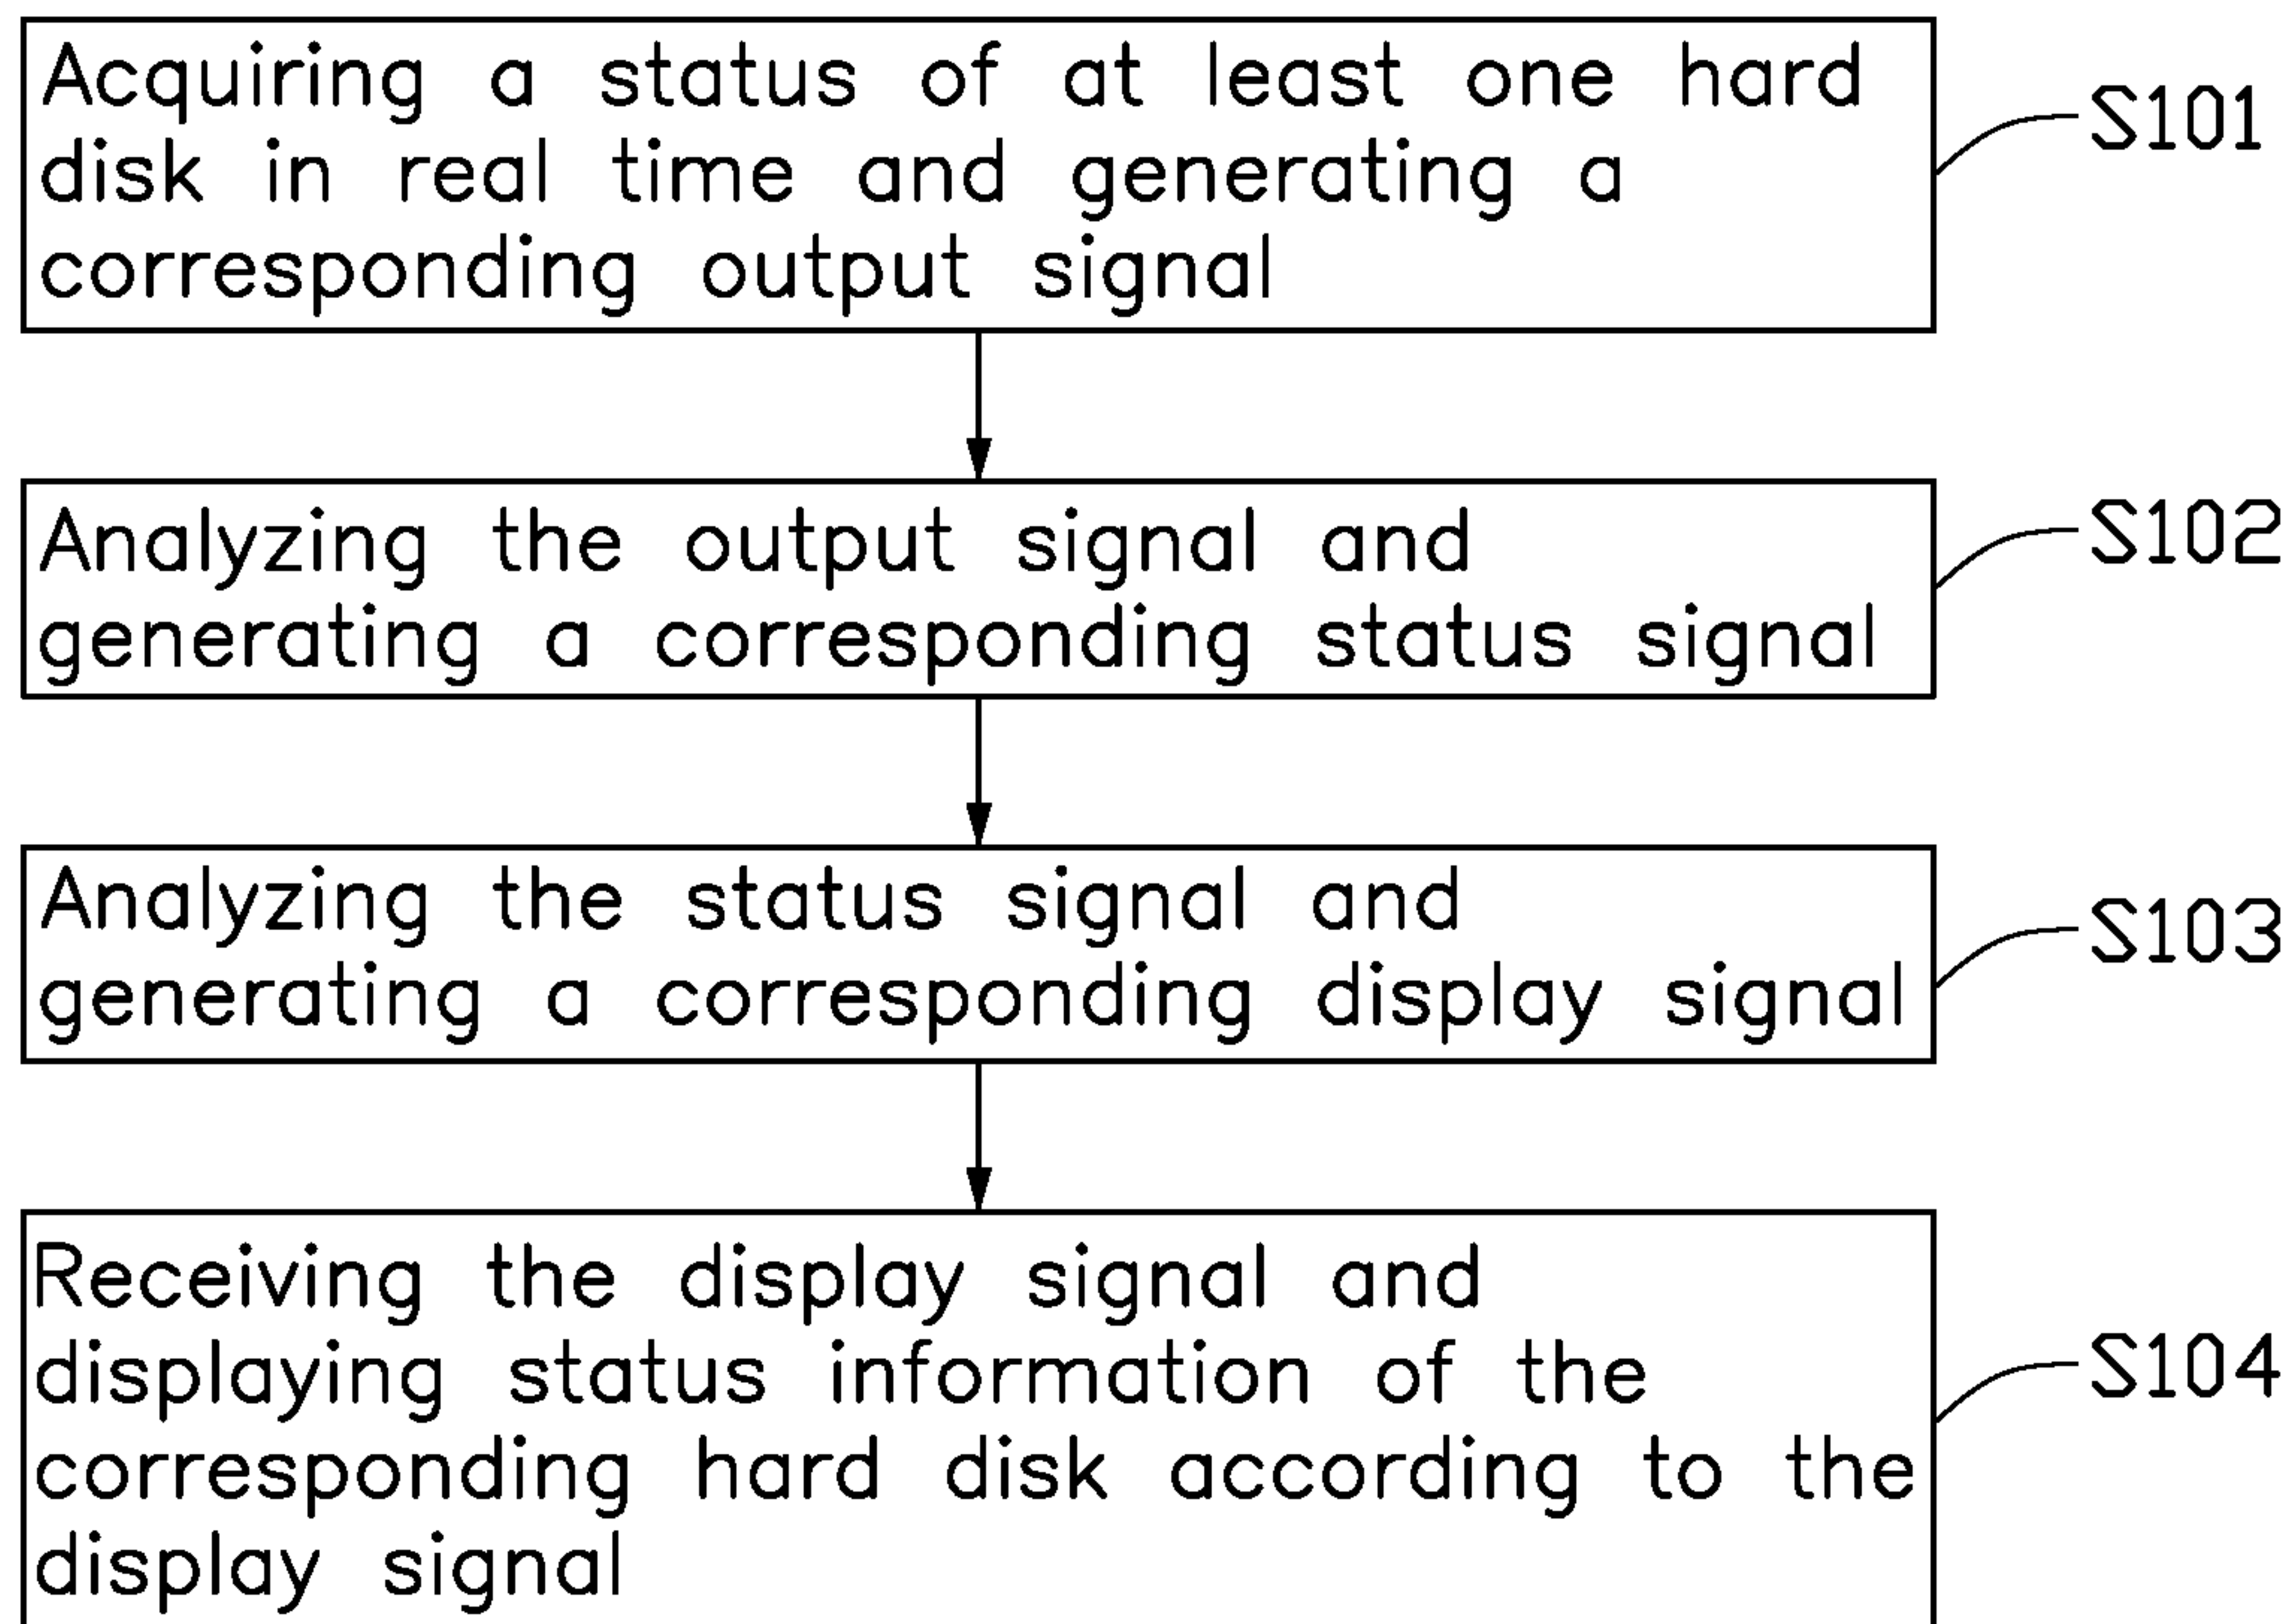 Acquiring a status of at least one hard
disk in real time and generating a
corresponding output signal
S101
Analyzing the output signal and
generating a corresponding status signal
S102
Analyzing the status signal and
generating a corresponding display signal
S103
Receiving the display signal and
displaying status information of the
corresponding hard disk according to the
display signal
S104